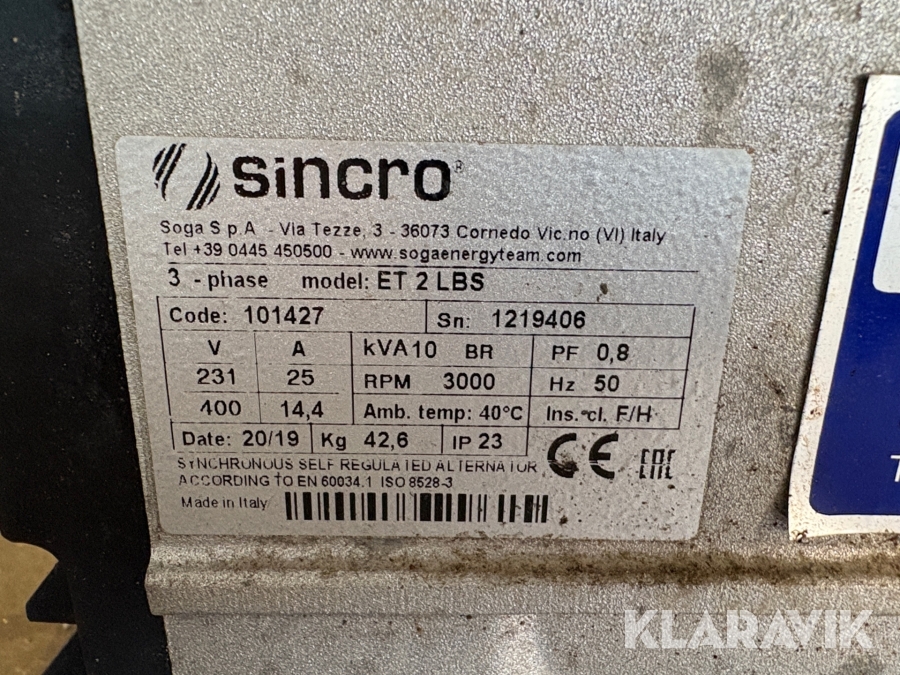 sincro®
Soga S.p.A - Via Tezze, 3 - 36073 Cornedo Vic.no (VI) Italy
Tel +39 0445 450500 - www.sogaenergyteam.com
3 - phase model: ET 2 LBS
Code: 101427 Sn: 1219406
V A kVA10 BR PF 0,8
231 25 RPM 3000 Hz 50
400 14,4 Amb. temp: 40°C Ins. cl. F/H
Date: 20/19 Kg 42,6 IP 23 CE EAC
SYNCHRONOUS SELF REGULATED ALTERNATOR
ACCORDING TO EN 60034.1 ISO 8528-3
Made in Italy
T
KLARAVIK